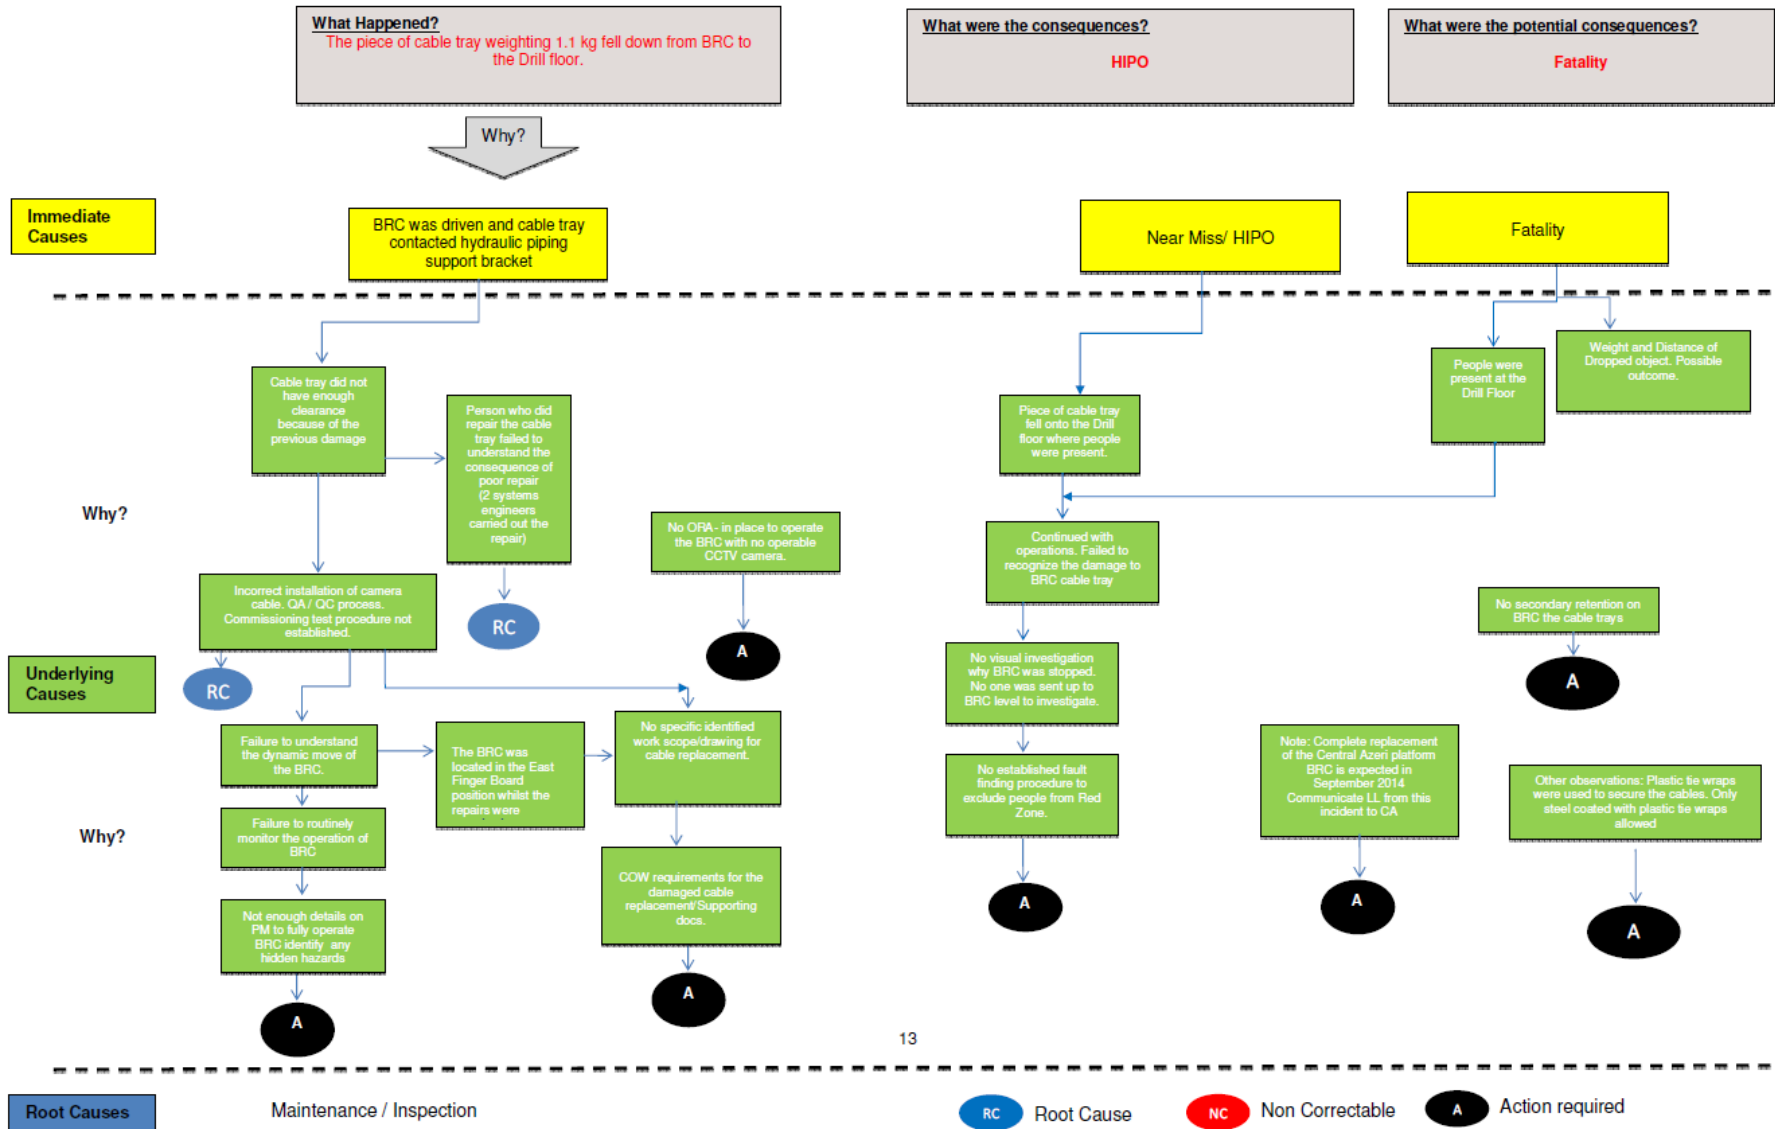 What Happened?
The piece of cable tray weighting 1.1 kg fell down from BRC to
the Drill floor.
What were the consequences?
HIPO
What were the potential consequences?
Fatality
Why?
Immediate
Causes
BRC was driven and cable tray
contacted hydraulic piping
support bracket
Near Miss/ HIPO
Fatality
Cable tray did not
have enough
clearance
because of the
previous damage
Person who did
repair the cable
tray failed to
understand the
consequence of
poor repair
(2 systems
engineers
carried out the
repair)
RC
No ORA- in place to operate
the BRC with no operable
CCTV camera.
A
Piece of cable tray
fell onto the Drill
floor where people
were present.
People were
present at the
Drill Floor
Weight and Distance of
Dropped object. Possible
outcome.
Why?
Incorrect installation of camera
cable. QA / QC process.
Commissioning test procedure not
established.
RC
Continued with
operations. Failed to
recognize the damage to
BRC cable tray
No secondary retention on
BRC the cable trays
A
Underlying
Causes
Failure to understand
the dynamic move of
the BRC.
The BRC was
located in the East
Finger Board
position whilst the
repairs were
No specific identified
work scope/drawing for
cable replacement.
No visual investigation
why BRC was stopped.
No one was sent up to
BRC level to investigate.
Why?
Failure to routinely
monitor the operation of
BRC
No established fault
finding procedure to
exclude people from Red
Zone.
Note: Complete replacement
of the Central Azeri platform
BRC is expected in
September 2014
Communicate LL from this
incident to CA
Other observations: Plastic tie wraps
were used to secure the cables. Only
steel coated with plastic tie wraps
allowed
Not enough details on
PM to fully operate
BRC identify any
hidden hazards
COW requirements for the
damaged cable
replacement/Supporting
docs.
A
A
A
A
A
13
Root Causes
Maintenance / Inspection
RC
Root Cause
NC
Non Correctable
A
Action required